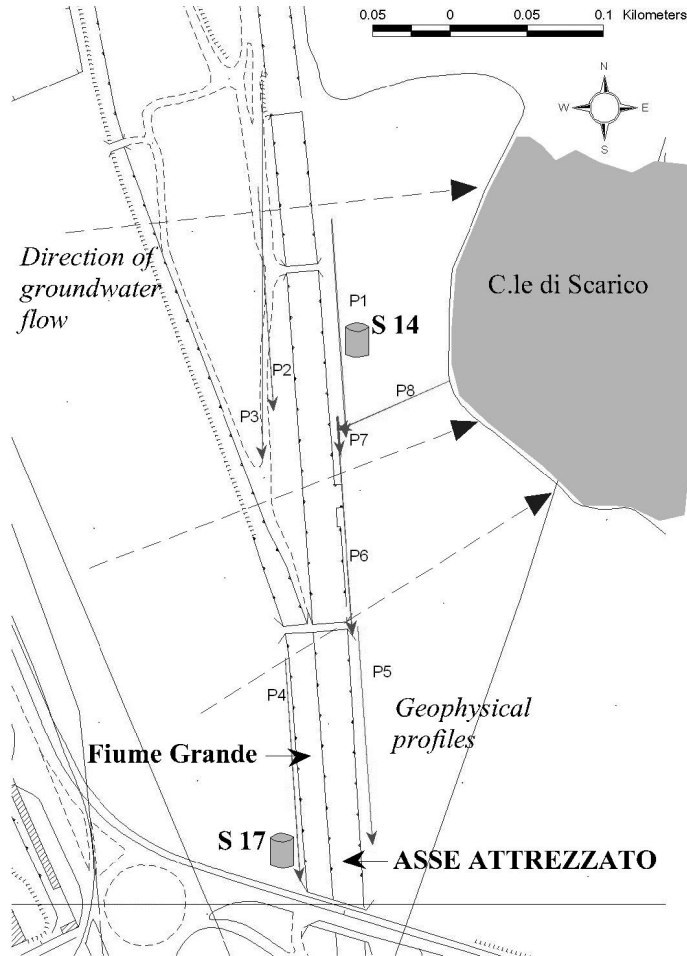 0.05 0 0.05 0.1 Kilometers
N
W E
S
Direction of
groundwater
flow
C.le di Scarico
P1
S 14
P2
P8
P3
P7
P6
P5
P4
Geophysical
profiles
Fiume Grande
S 17
ASSE ATTREZZATO